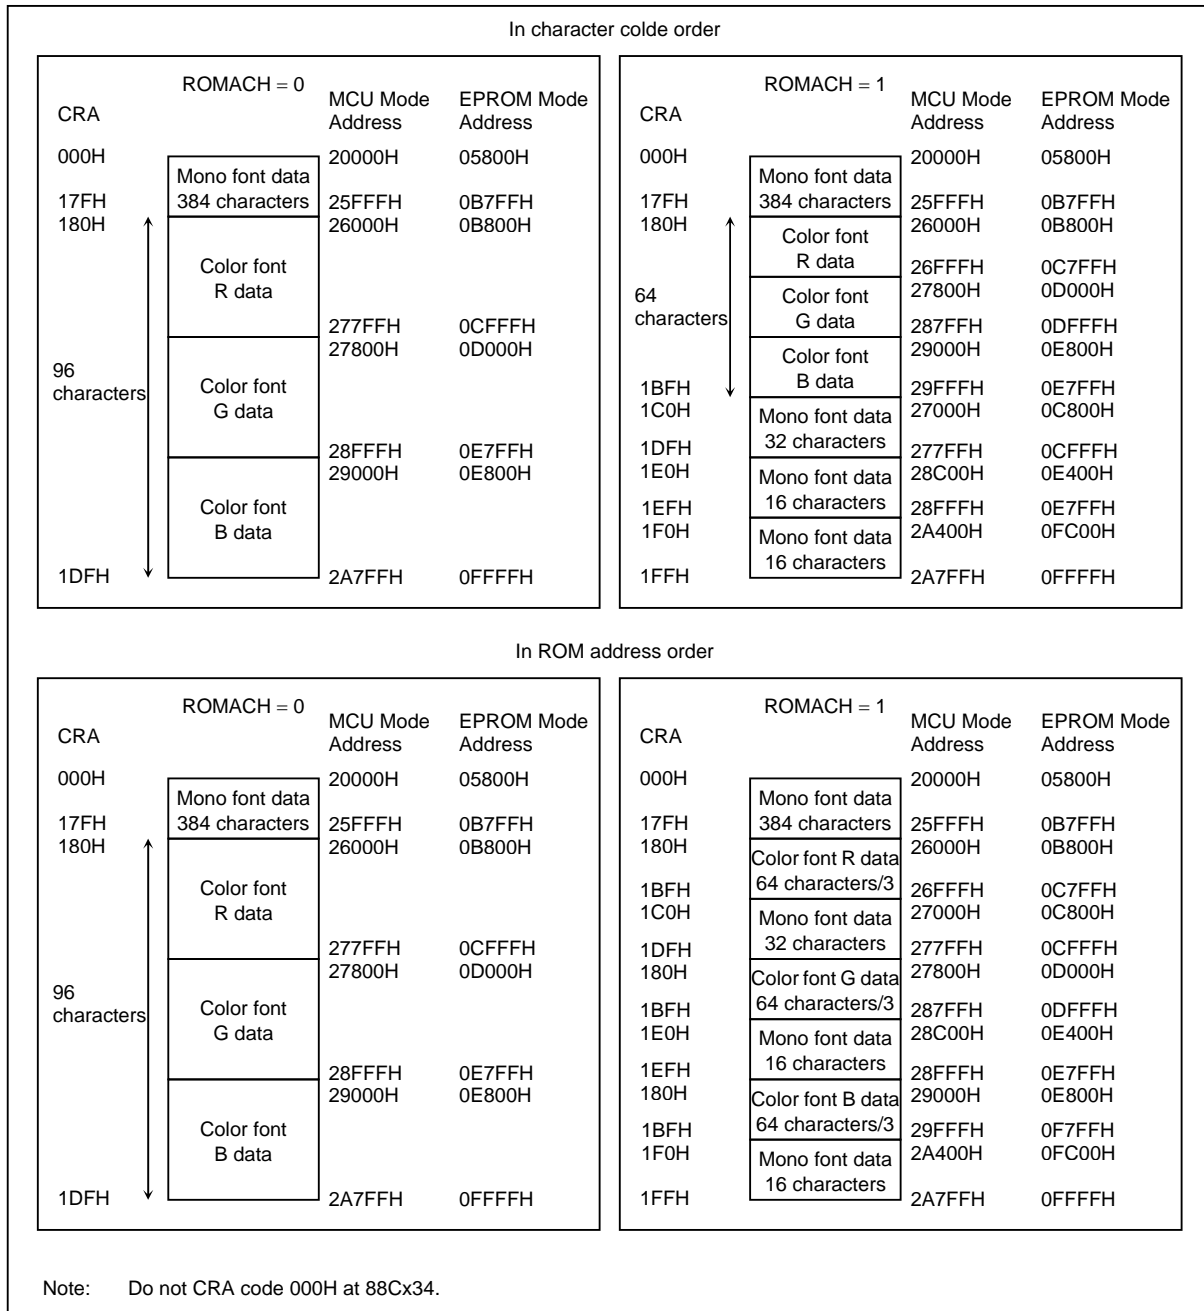 In character colde order
ROMACH = 0
CRA MCU Mode Address EPROM Mode Address
000H 20000H 05800H
Mono font data
384 characters
17FH 25FFFH 0B7FFH
180H 26000H 0B800H
Color font
R data
277FFH 0CFFFH
27800H 0D000H
96
characters
Color font
G data
28FFFH 0E7FFH
29000H 0E800H
Color font
B data
1DFH 2A7FFH 0FFFFH
ROMACH = 1
CRA MCU Mode Address EPROM Mode Address
000H 20000H 05800H
Mono font data
384 characters
17FH 25FFFH 0B7FFH
180H 26000H 0B800H
Color font
R data
26FFFH 0C7FFH
27800H 0D000H
64
characters
Color font
G data
287FFH 0DFFFH
29000H 0E800H
Color font
B data
1BFH 29FFFH 0E7FFH
1C0H 27000H 0C800H
Mono font data
32 characters
1DFH 277FFH 0CFFFH
1E0H 28C00H 0E400H
Mono font data
16 characters
1EFH 28FFFH 0E7FFH
1F0H 2A400H 0FC00H
Mono font data
16 characters
1FFH 2A7FFH 0FFFFH
In ROM address order
ROMACH = 0
CRA MCU Mode Address EPROM Mode Address
000H 20000H 05800H
Mono font data
384 characters
17FH 25FFFH 0B7FFH
180H 26000H 0B800H
Color font
R data
277FFH 0CFFFH
27800H 0D000H
96
characters
Color font
G data
28FFFH 0E7FFH
29000H 0E800H
Color font
B data
1DFH 2A7FFH 0FFFFH
ROMACH = 1
CRA MCU Mode Address EPROM Mode Address
000H 20000H 05800H
Mono font data
384 characters
17FH 25FFFH 0B7FFH
180H 26000H 0B800H
Color font R data
64 characters/3
1BFH 26FFFH 0C7FFH
1C0H 27000H 0C800H
Mono font data
32 characters
1DFH 277FFH 0CFFFH
180H 27800H 0D000H
Color font G data
64 characters/3
1BFH 287FFH 0DFFFH
1E0H 28C00H 0E400H
Mono font data
16 characters
1EFH 28FFFH 0E7FFH
180H 29000H 0E800H
Color font B data
64 characters/3
1BFH 29FFFH 0F7FFH
1F0H 2A400H 0FC00H
Mono font data
16 characters
1FFH 2A7FFH 0FFFFH
Note: Do not CRA code 000H at 88Cx34.